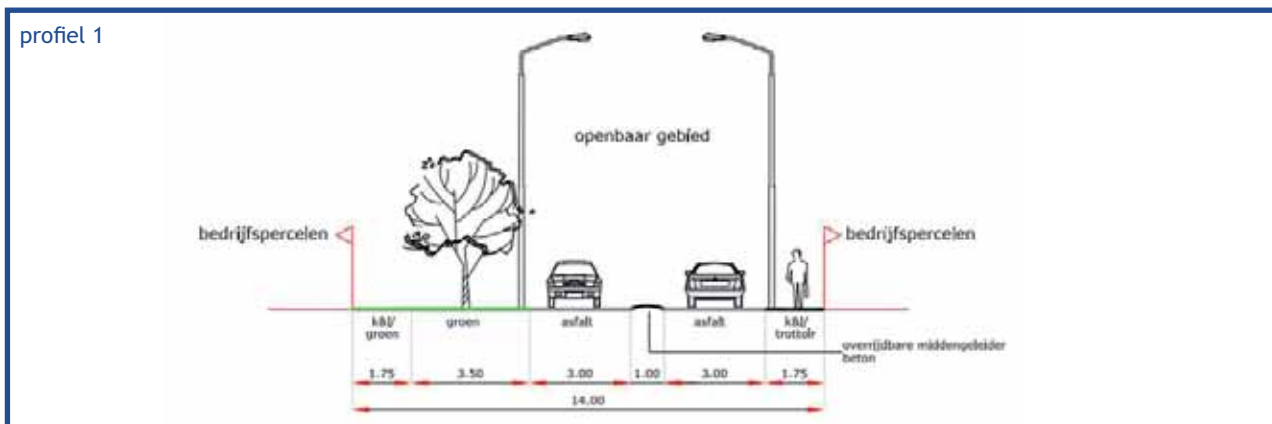 profiel 1
openbaar gebied
bedrijfspercelen
bedrijfspercelen
k&l/
groen
groen
asfalt
asfalt
k&l/
trottoir
overrijdbare middengeleider
beton
1.75
3.50
3.00
1.00
3.00
1.75
14.00